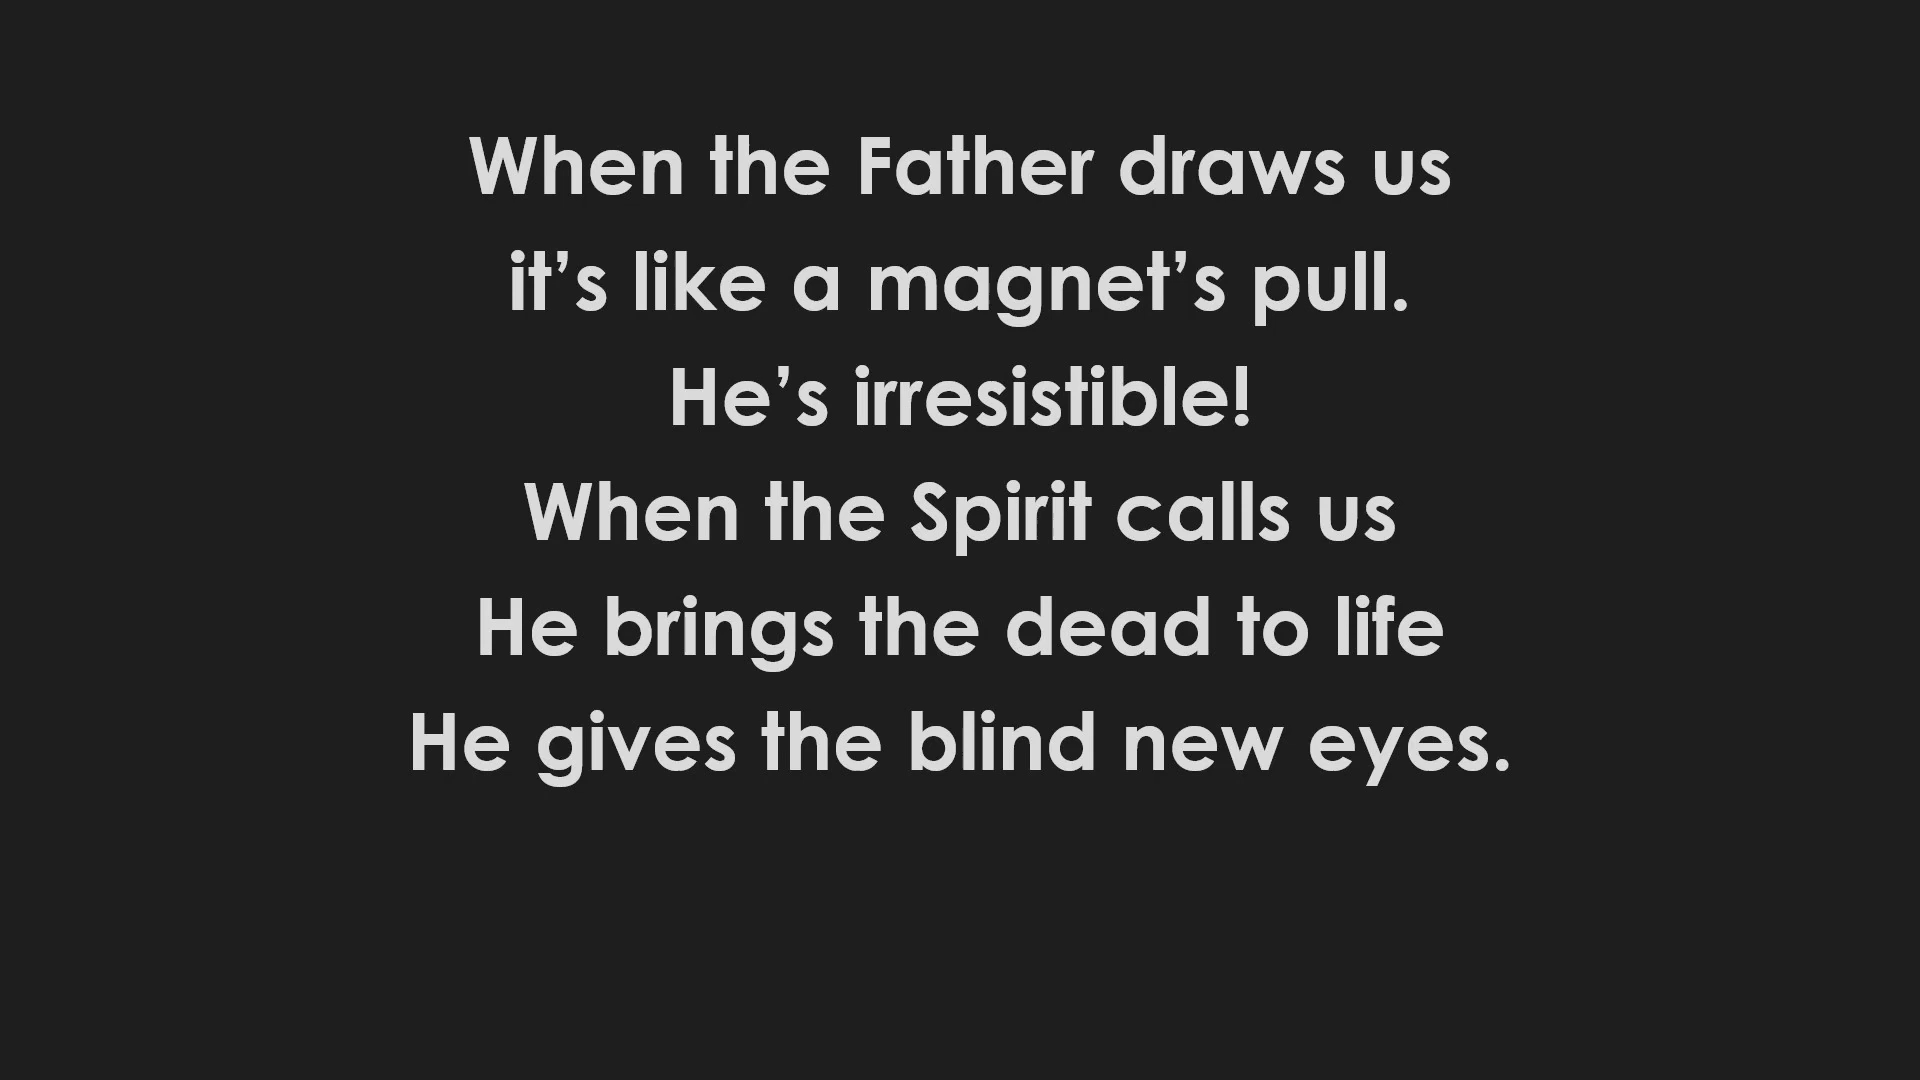 When the Father draws us
it’s like a magnet’s pull.
He’s irresistible!
When the Spirit calls us
He brings the dead to life
He gives the blind new eyes.